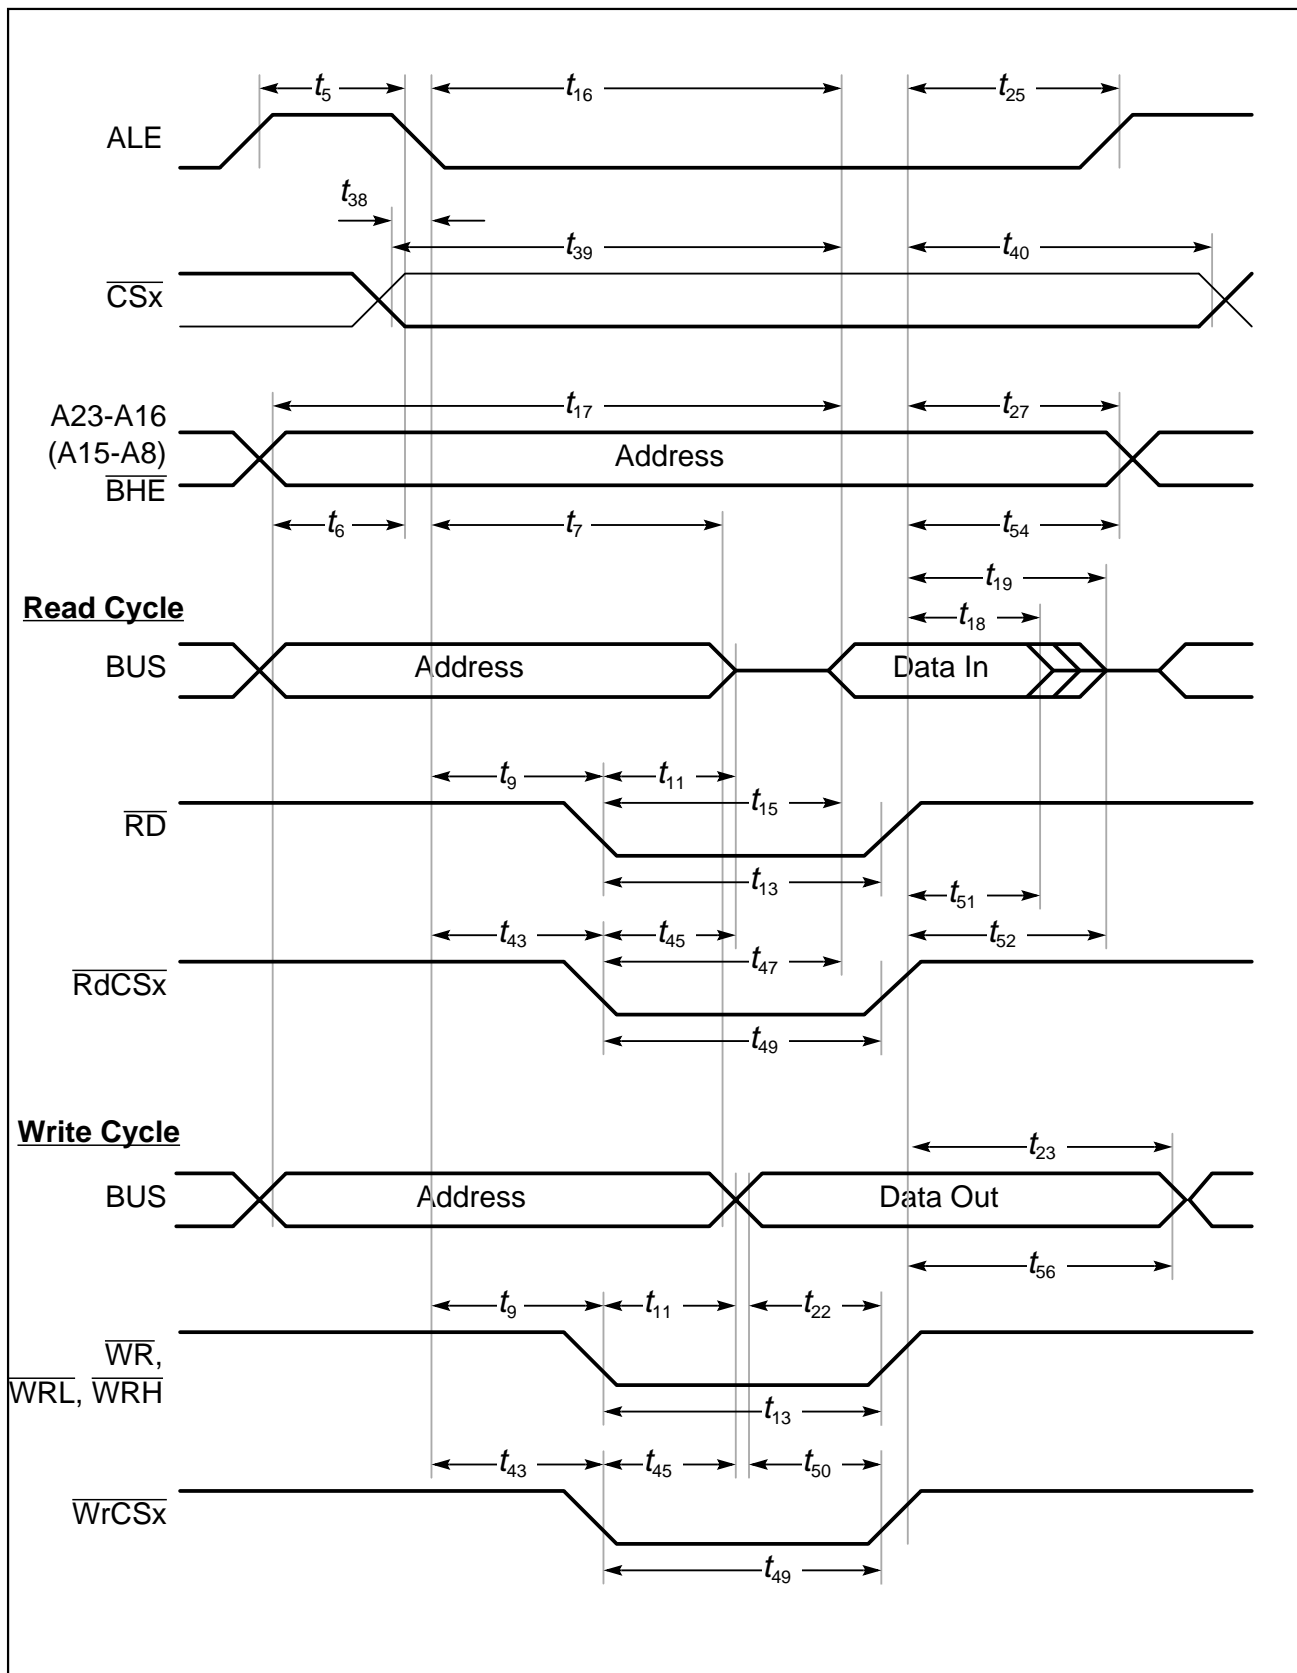 t5 t16 t25
ALE
t38
t39 t40
CSx
t17 t27
A23-A16
(A15-A8)
BHE
Address
t6 t7 t54
t19
Read Cycle
t18
BUS Address Data In
t9 t11
t15
RD
t13
t51
t43 t45 t52
t47
RdCSx
t49
Write Cycle
t23
BUS Address Data Out
t56
t9 t11 t22
WR,
WRL, WRH
t13
t43 t45 t50
WrCSx
t49